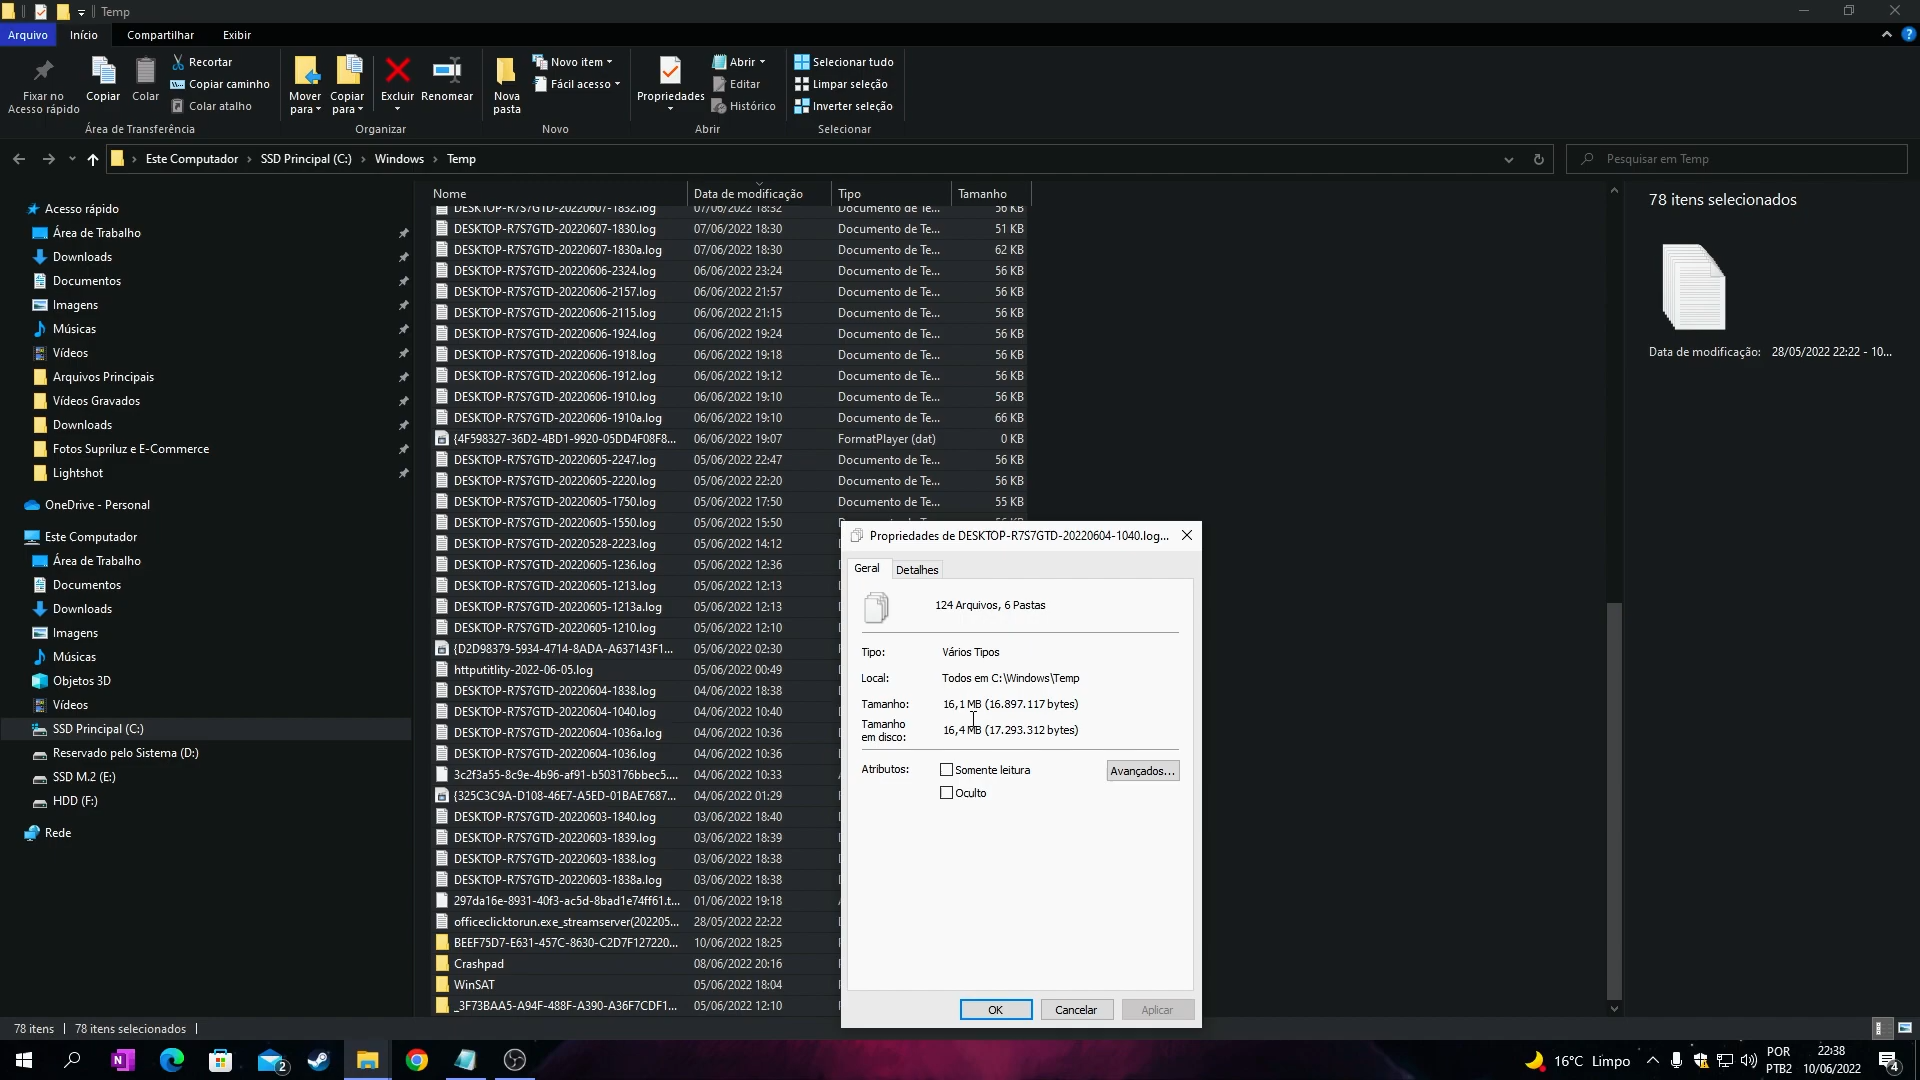 Temp
Arquivo Início Compartilhar Exibir
Fixar no Acesso rápido
Copiar
Colar
Recortar
Copiar caminho
Colar atalho
Área de Transferência
Mover para
Copiar para
Excluir
Renomear
Organizar
Nova pasta
Novo item
Fácil acesso
Novo
Propriedades
Abrir
Editar
Histórico
Abrir
Selecionar tudo
Limpar seleção
Inverter seleção
Selecionar
Este Computador › SSD Principal (C:) › Windows › Temp
Pesquisar em Temp
Acesso rápido
Área de Trabalho
Downloads
Documentos
Imagens
Músicas
Vídeos
Arquivos Principais
Vídeos Gravados
Downloads
Fotos Supriluz e E-Commerce
Lightshot
OneDrive - Personal
Este Computador
Área de Trabalho
Documentos
Downloads
Imagens
Músicas
Objetos 3D
Vídeos
SSD Principal (C:)
Reservado pelo Sistema (D:)
SSD M.2 (E:)
HDD (F:)
Rede
Nome Data de modificação Tipo Tamanho
DESKTOP-R7S7GTD-20220607-1832.log 07/06/2022 18:32 Documento de Te... 56 KB
DESKTOP-R7S7GTD-20220607-1830.log 07/06/2022 18:30 Documento de Te... 51 KB
DESKTOP-R7S7GTD-20220607-1830a.log 07/06/2022 18:30 Documento de Te... 62 KB
DESKTOP-R7S7GTD-20220606-2324.log 06/06/2022 23:24 Documento de Te... 56 KB
DESKTOP-R7S7GTD-20220606-2157.log 06/06/2022 21:57 Documento de Te... 56 KB
DESKTOP-R7S7GTD-20220606-2115.log 06/06/2022 21:15 Documento de Te... 56 KB
DESKTOP-R7S7GTD-20220606-1924.log 06/06/2022 19:24 Documento de Te... 56 KB
DESKTOP-R7S7GTD-20220606-1918.log 06/06/2022 19:18 Documento de Te... 56 KB
DESKTOP-R7S7GTD-20220606-1912.log 06/06/2022 19:12 Documento de Te... 56 KB
DESKTOP-R7S7GTD-20220606-1910.log 06/06/2022 19:10 Documento de Te... 56 KB
DESKTOP-R7S7GTD-20220606-1910a.log 06/06/2022 19:10 Documento de Te... 66 KB
{4F598327-36D2-4BD1-9920-05DD4F08F8... 06/06/2022 19:07 FormatPlayer (dat) 0 KB
DESKTOP-R7S7GTD-20220605-2247.log 05/06/2022 22:47 Documento de Te... 56 KB
DESKTOP-R7S7GTD-20220605-2220.log 05/06/2022 22:20 Documento de Te... 56 KB
DESKTOP-R7S7GTD-20220605-1750.log 05/06/2022 17:50 Documento de Te... 55 KB
DESKTOP-R7S7GTD-20220605-1550.log 05/06/2022 15:50
DESKTOP-R7S7GTD-20220528-2223.log 05/06/2022 14:12
DESKTOP-R7S7GTD-20220605-1236.log 05/06/2022 12:36
DESKTOP-R7S7GTD-20220605-1213.log 05/06/2022 12:13
DESKTOP-R7S7GTD-20220605-1213a.log 05/06/2022 12:13
DESKTOP-R7S7GTD-20220605-1210.log 05/06/2022 12:10
{D2D98379-5934-4714-8ADA-A637143F1... 05/06/2022 02:30
httputitlity-2022-06-05.log 05/06/2022 00:49
DESKTOP-R7S7GTD-20220604-1838.log 04/06/2022 18:38
DESKTOP-R7S7GTD-20220604-1040.log 04/06/2022 10:40
DESKTOP-R7S7GTD-20220604-1036a.log 04/06/2022 10:36
DESKTOP-R7S7GTD-20220604-1036.log 04/06/2022 10:36
3c2f3a55-8c9e-4b96-af91-b503176bbec5.... 04/06/2022 10:33
{325C3C9A-D108-46E7-A5ED-01BAE7687... 04/06/2022 01:29
DESKTOP-R7S7GTD-20220603-1840.log 03/06/2022 18:40
DESKTOP-R7S7GTD-20220603-1839.log 03/06/2022 18:39
DESKTOP-R7S7GTD-20220603-1838.log 03/06/2022 18:38
DESKTOP-R7S7GTD-20220603-1838a.log 03/06/2022 18:38
297da16e-8931-40f3-ac5d-8bad1e74ff61.t... 01/06/2022 19:18
officeclicktorun.exe_streamserver(202205... 28/05/2022 22:22
BEEF75D7-E631-457C-8630-C2D7F127220... 10/06/2022 18:25
Crashpad 08/06/2022 20:16
WinSAT 05/06/2022 18:04
_3F73BAA5-A94F-488F-A390-A36F7CDF1... 05/06/2022 12:10
Propriedades de DESKTOP-R7S7GTD-20220604-1040.log...
Geral Detalhes
124 Arquivos, 6 Pastas
Tipo: Vários Tipos
Local: Todos em C:\Windows\Temp
Tamanho: 16,1 MB (16.897.117 bytes)
Tamanho em disco: 16,4 MB (17.293.312 bytes)
Atributos: Somente leitura Avançados...
Oculto
OK Cancelar Aplicar
78 itens selecionados
Data de modificação: 28/05/2022 22:22 - 10...
78 itens 78 itens selecionados
2
16°C Limpo
POR PTB2
22:38
10/06/2022
4